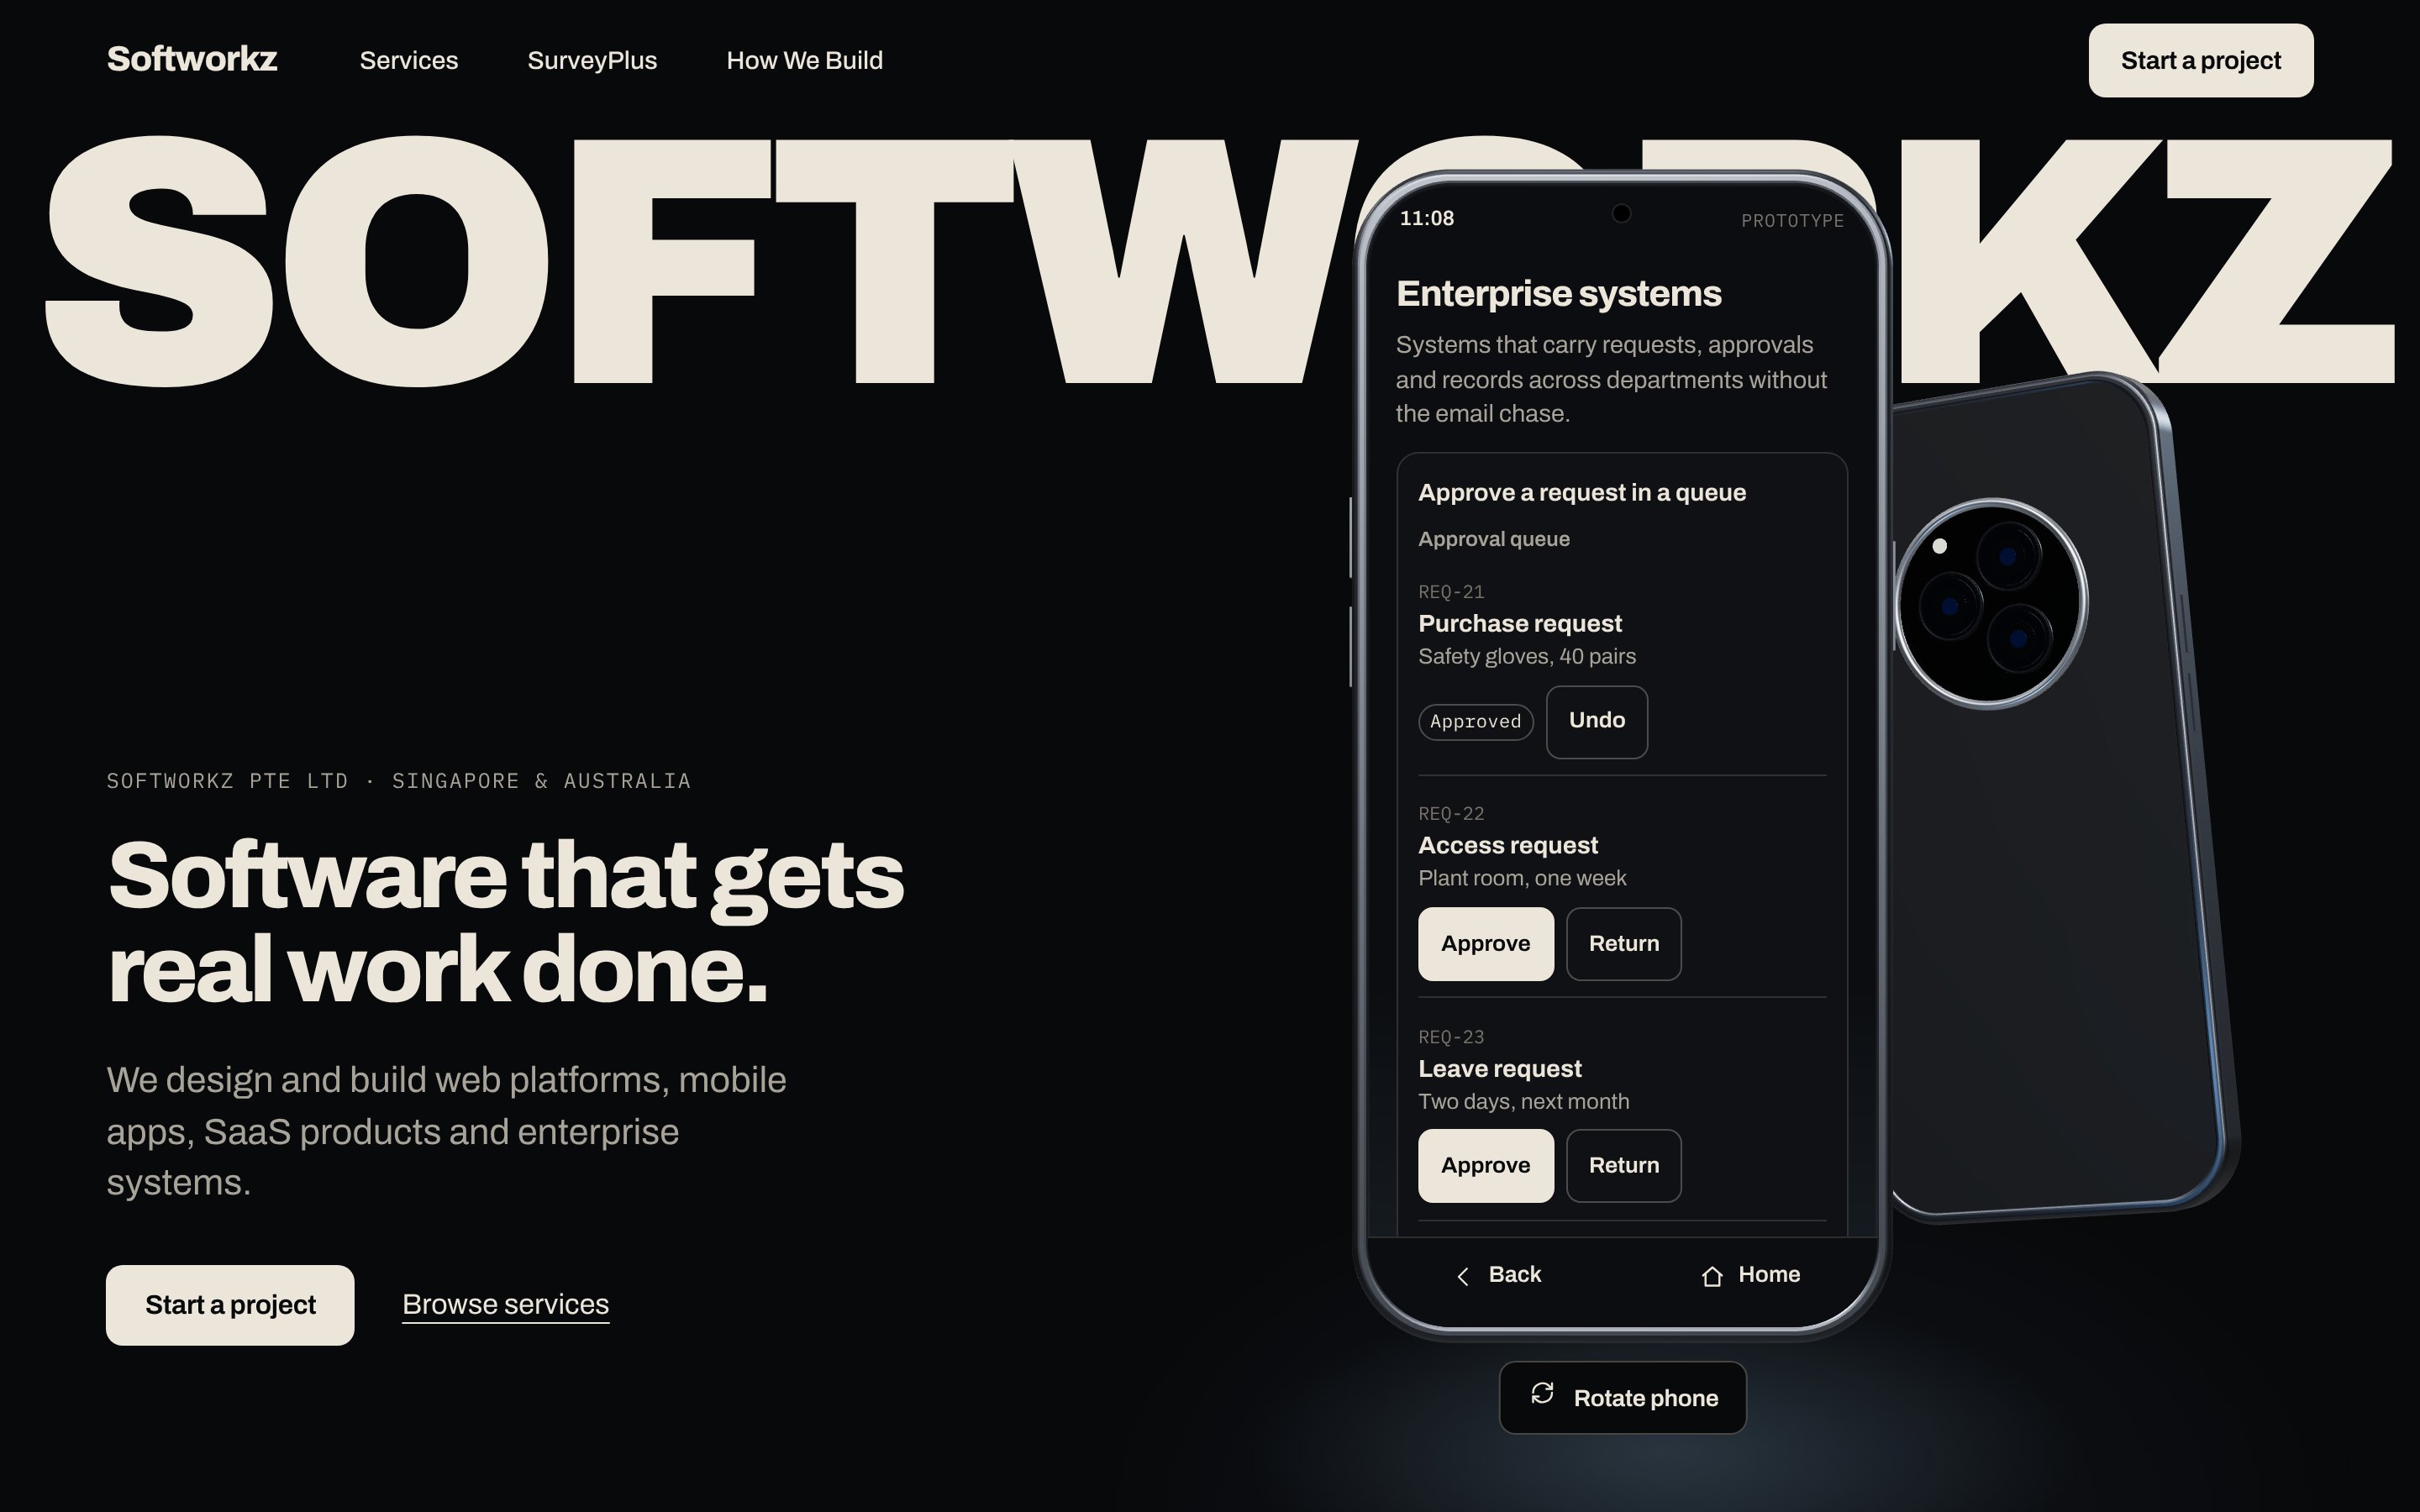 Softworkz
Services
SurveyPlus
How We Build
Start a project
SOFTWORKZ
SOFTWORKZ PTE LTD · SINGAPORE & AUSTRALIA
Software that gets
real work done.
We design and build web platforms, mobile
apps, SaaS products and enterprise
systems.
Start a project
Browse services
11:08
PROTOTYPE
Enterprise systems
Systems that carry requests, approvals
and records across departments without
the email chase.
Approve a request in a queue
Approval queue
REQ-21
Purchase request
Safety gloves, 40 pairs
Approved
Undo
REQ-22
Access request
Plant room, one week
Approve
Return
REQ-23
Leave request
Two days, next month
Approve
Return
Back
Home
Rotate phone